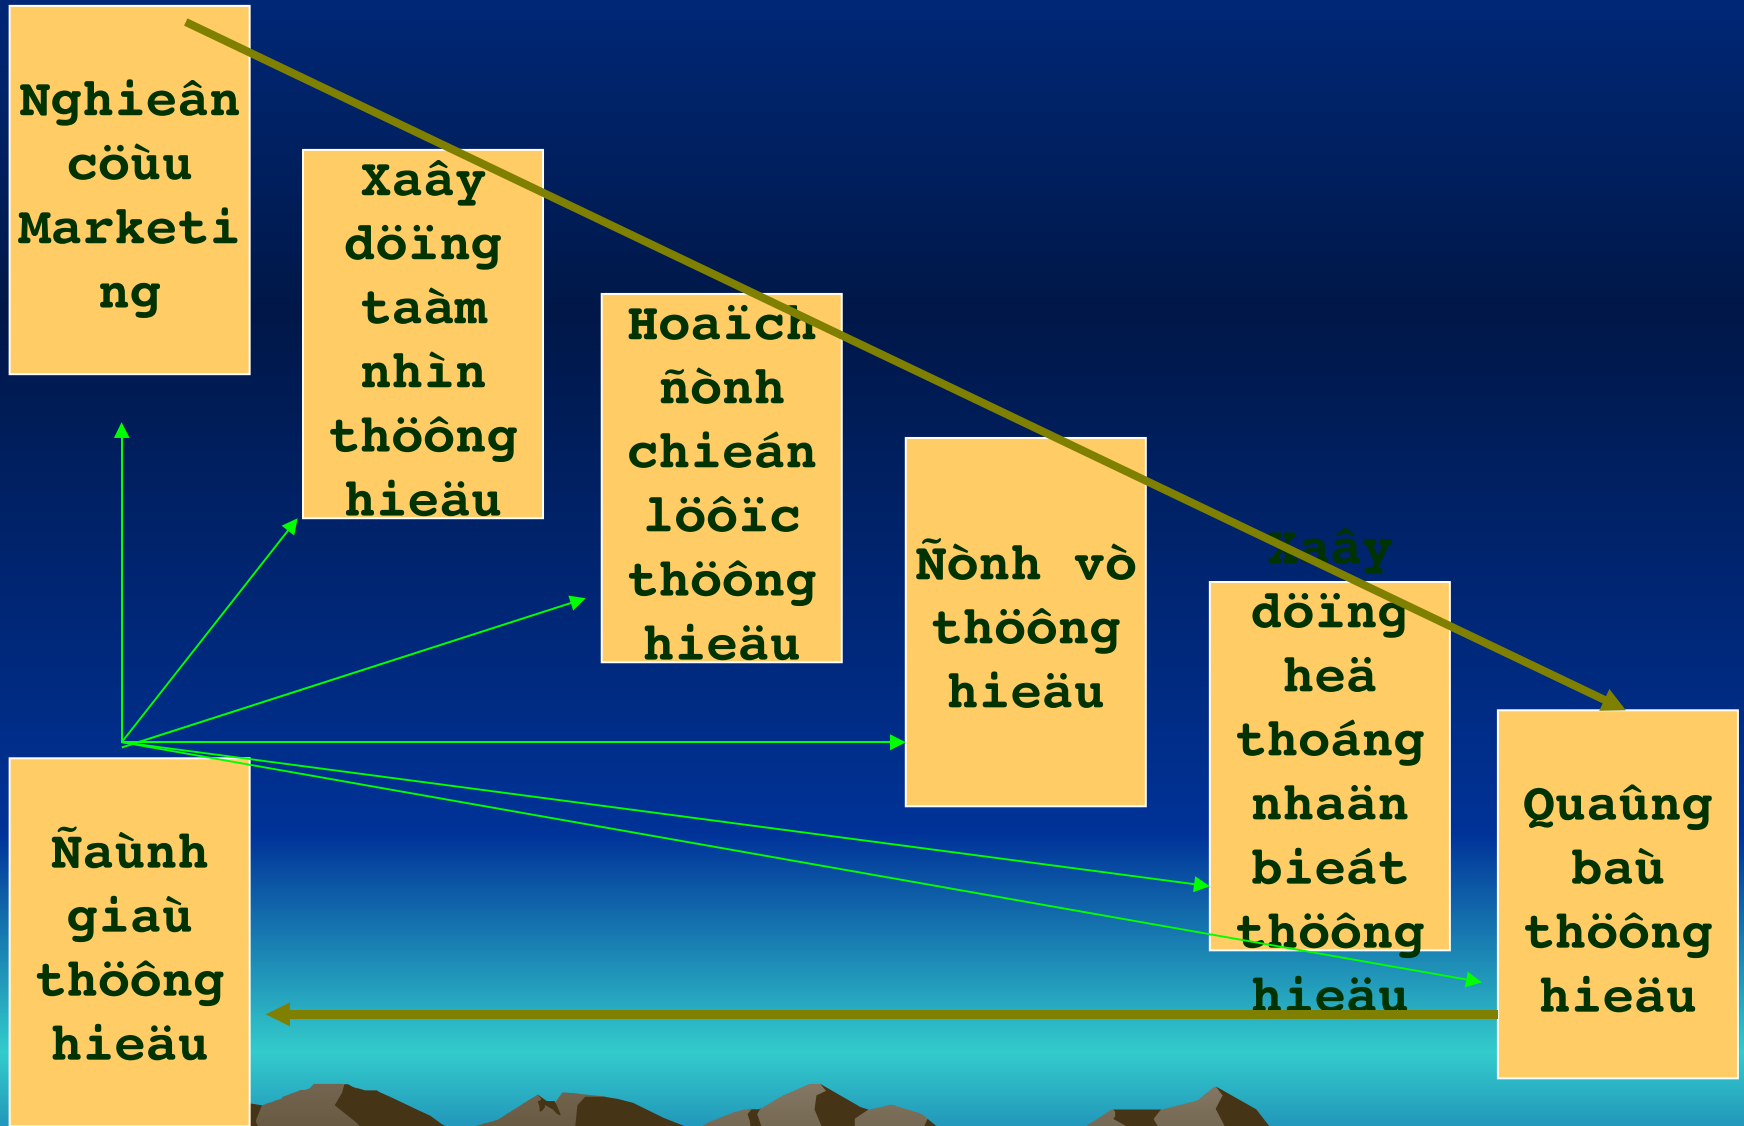 Nghieân
cöùu
Marketi
ng
Xaây
döïng
taàm
nhìn
thöông
hieäu
Hoaïch
ñònh
chieán
löôïc
thöông
hieäu
Ñònh vò
thöông
hieäu
Xaây
döïng
heä
thoáng
nhaän
bieát
thöông
hieäu
Quaûng
baù
thöông
hieäu
Ñaùnh
giaù
thöông
hieäu